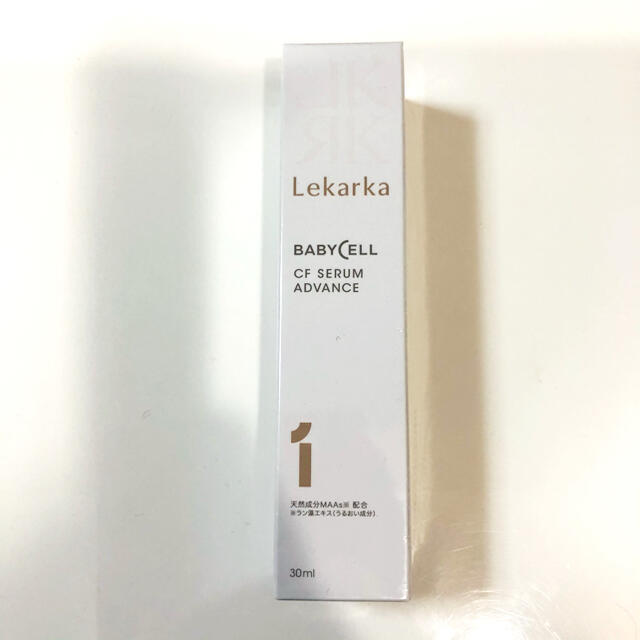 Lekarka
BABYCELL
CF SERUM
ADVANCE
1
天然成分MAAs※ 配合
※ラン藻エキス(うるおい成分)
30ml